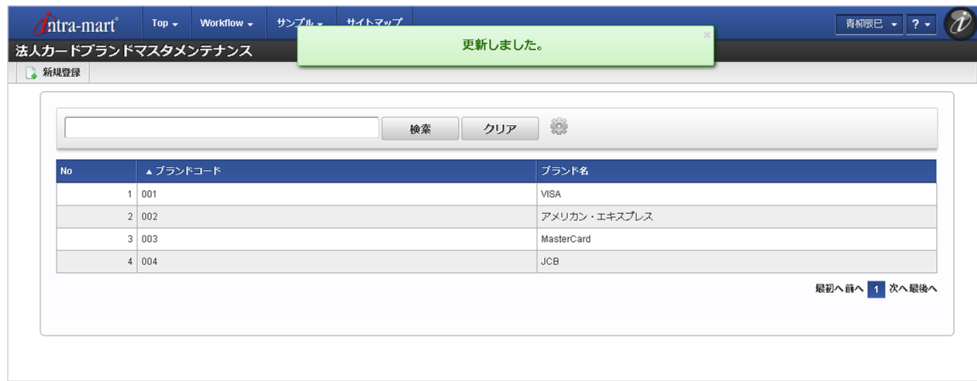 intra-mart Top Workflow サンプル サイトマップ 青柳辰巳 ?
更新しました。 ×
法人カードブランドマスタメンテナンス
新規登録
検索 クリア
No ▲ブランドコード ブランド名
1 001 VISA
2 002 アメリカン・エキスプレス
3 003 MasterCard
4 004 JCB
最初へ 前へ 1 次へ 最後へ